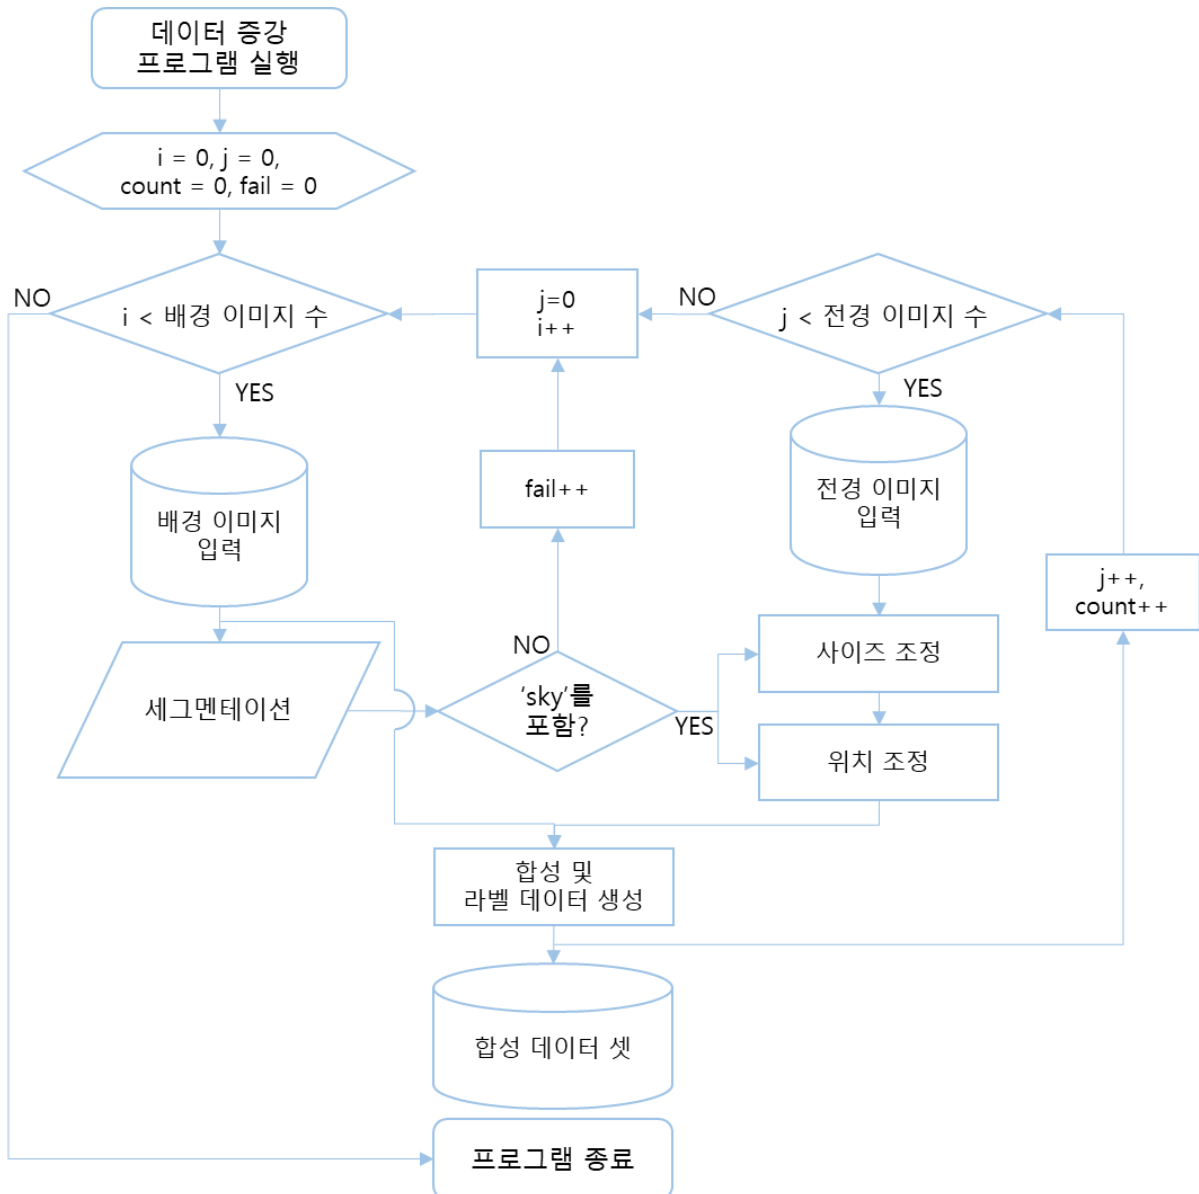 데이터 증강
프로그램 실행
i = 0, j = 0,
count = 0, fail = 0
NO
i < 배경 이미지 수
YES
j=0
i++
NO
j < 전경 이미지 수
YES
배경 이미지
입력
fail++
전경 이미지
입력
j++,
count++
세그멘테이션
NO
‘sky’를
포함?
YES
사이즈 조정
위치 조정
합성 및
라벨 데이터 생성
합성 데이터 셋
프로그램 종료